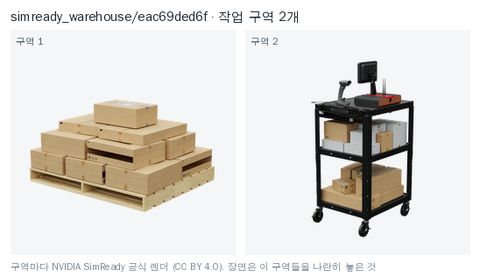 simready_warehouse/eac69ded6f · 작업 구역 2개
구역 1
구역 2
구역마다 NVIDIA SimReady 공식 렌더 (CC BY 4.0). 장면은 이 구역들을 나란히 놓은 것